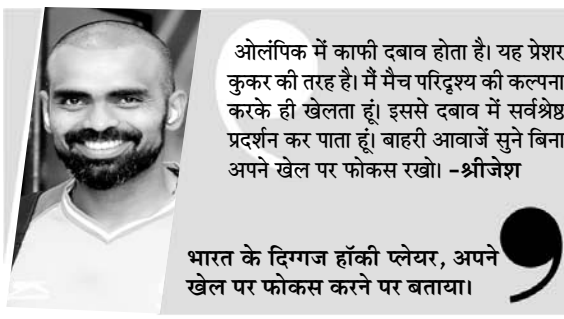 ओलंपिक में काफी दबाव होता है। यह प्रेशर
कुकर की तरह है। मैं मैच परिदृश्य की कल्पना
करके ही खेलता हूं। इससे दबाव में सर्वश्रेष्ठ
प्रदर्शन कर पाता हूं। बाहरी आवाजें सुने बिना
अपने खेल पर फोकस रखो। -श्रीजेश
भारत के दिग्गज हॉकी प्लेयर, अपने
खेल पर फोकस करने पर बताया।